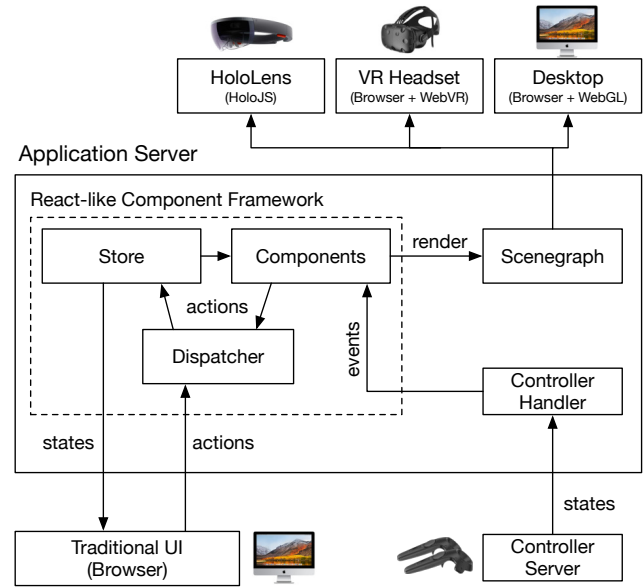 HoloLens
(HoloJS)
VR Headset
(Browser + WebVR)
Desktop
(Browser + WebGL)
Application Server
React-like Component Framework
Store
Components
render
Scenegraph
actions
Dispatcher
events
Controller
Handler
states
actions
states
Traditional UI
(Browser)
Controller
Server